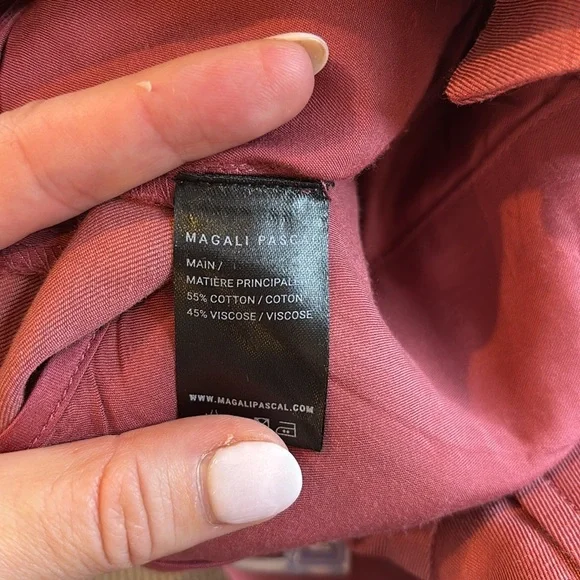 MAGALI PASCAL
MAIN /
MATIÈRE PRINCIPALE
55% COTTON / COTON
45% VISCOSE / VISCOSE
WWW.MAGALIPASCAL.COM